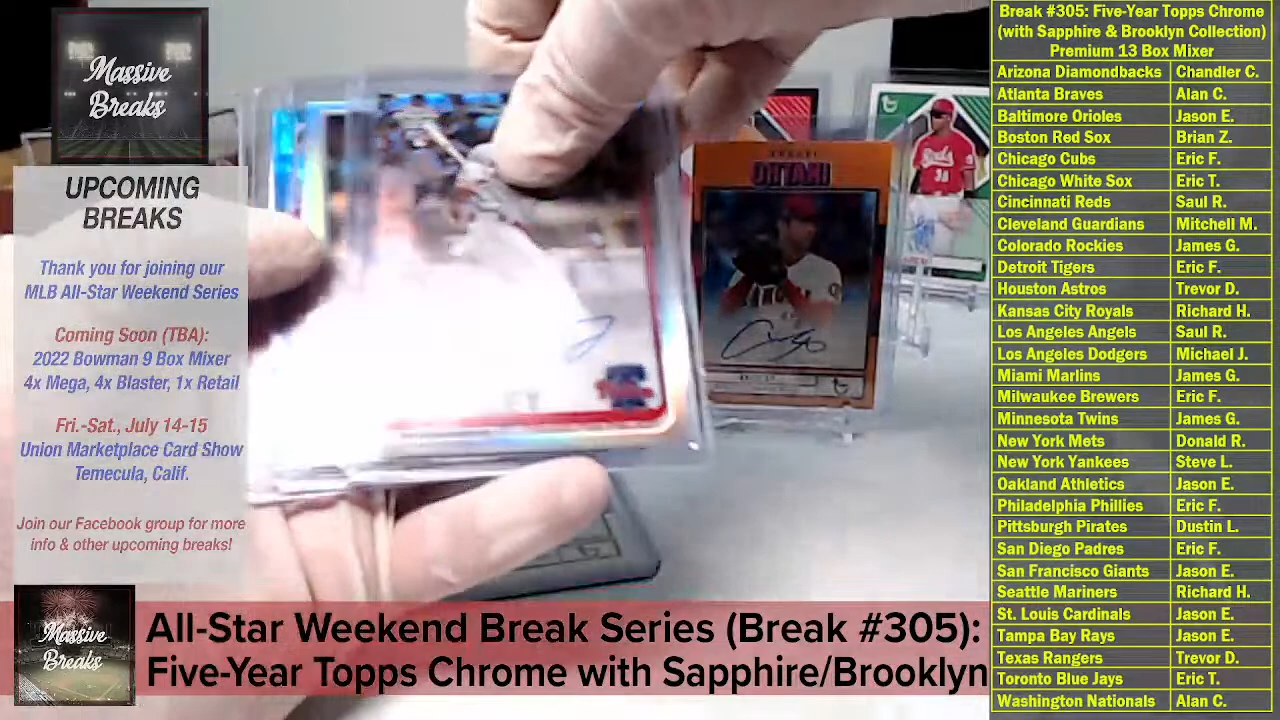 Massive
Breaks
UPCOMING
BREAKS
Thank you for joining our
MLB All-Star Weekend Series
Coming Soon (TBA):
2022 Bowman 9 Box Mixer
4x Mega, 4x Blaster, 1x Retail
Fri.-Sat., July 14-15
Union Marketplace Card Show
Temecula, Calif.
Join our Facebook group for more
info & other upcoming breaks!
Massive
Breaks
All-Star Weekend Break Series (Break #305):
Five-Year Topps Chrome with Sapphire/Brooklyn
Reds
Break #305: Five-Year Topps Chrome
(with Sapphire & Brooklyn Collection)
Premium 13 Box Mixer
Arizona Diamondbacks Chandler C.
Atlanta Braves Alan C.
Baltimore Orioles Jason E.
Boston Red Sox Brian Z.
Chicago Cubs Eric F.
Chicago White Sox Eric T.
Cincinnati Reds Saul R.
Cleveland Guardians Mitchell M.
Colorado Rockies James G.
Detroit Tigers Eric F.
Houston Astros Trevor D.
Kansas City Royals Richard H.
Los Angeles Angels Saul R.
Los Angeles Dodgers Michael J.
Miami Marlins James G.
Milwaukee Brewers Eric F.
Minnesota Twins James G.
New York Mets Donald R.
New York Yankees Steve L.
Oakland Athletics Jason E.
Philadelphia Phillies Eric F.
Pittsburgh Pirates Dustin L.
San Diego Padres Eric F.
San Francisco Giants Jason E.
Seattle Mariners Richard H.
St. Louis Cardinals Jason E.
Tampa Bay Rays Jason E.
Texas Rangers Trevor D.
Toronto Blue Jays Eric T.
Washington Nationals Alan C.